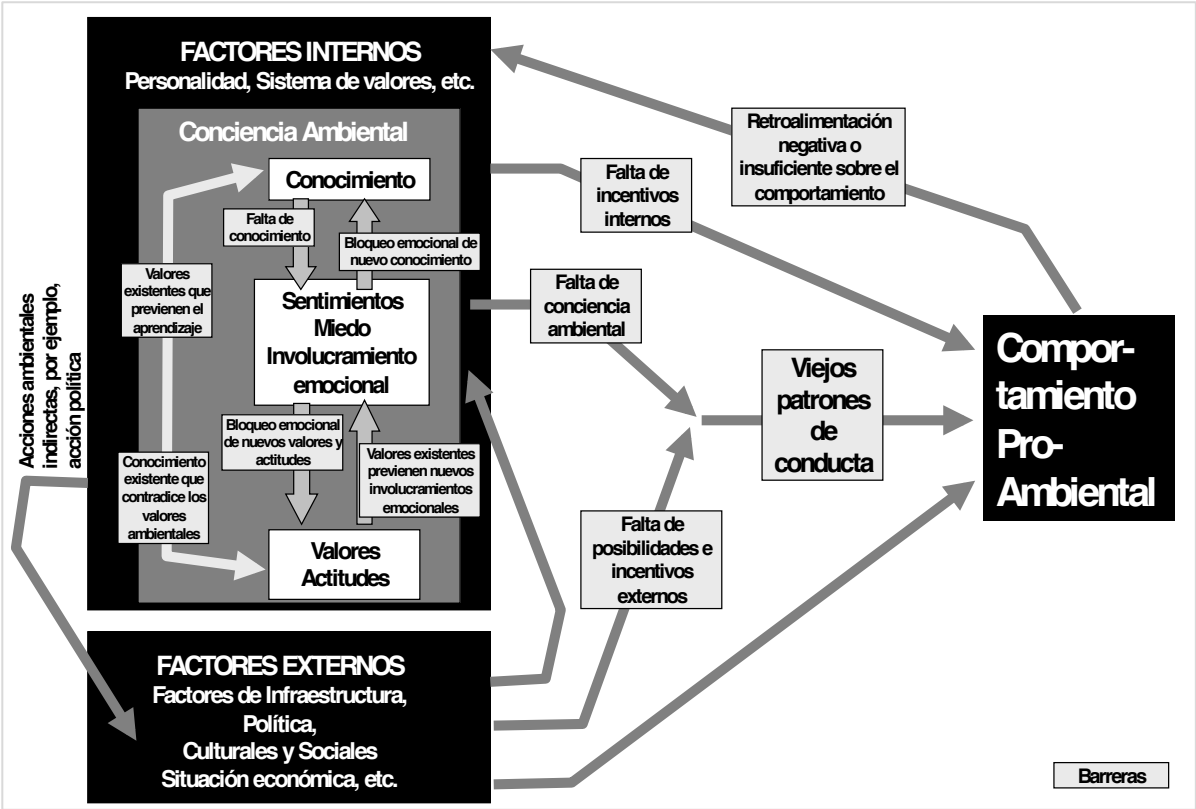 FACTORES INTERNOS
Personalidad, Sistema de valores, etc.
Conciencia Ambiental
Conocimiento
Falta de
conocimiento
Bloqueo emocional de
nuevo conocimiento
Valores
existentes que
previenen el
aprendizaje
Sentimientos
Miedo
Involucramiento
emocional
Bloqueo emocional
de nuevos valores y
actitudes
Valores existentes
previenen nuevos
involucramientos
emocionales
Conocimiento
existente que
contradice los
valores
ambientales
Valores
Actitudes
Acciones ambientales
indirectas, por ejemplo,
acción política
FACTORES EXTERNOS
Factores de Infraestructura,
Política,
Culturales y Sociales
Situación económica, etc.
Falta de
incentivos
internos
Retroalimentación
negativa o
insuficiente sobre el
comportamiento
Falta de
conciencia
ambiental
Viejos
patrones
de
conducta
Falta de
posibilidades e
incentivos
externos
Compor-
tamiento
Pro-
Ambiental
Barreras